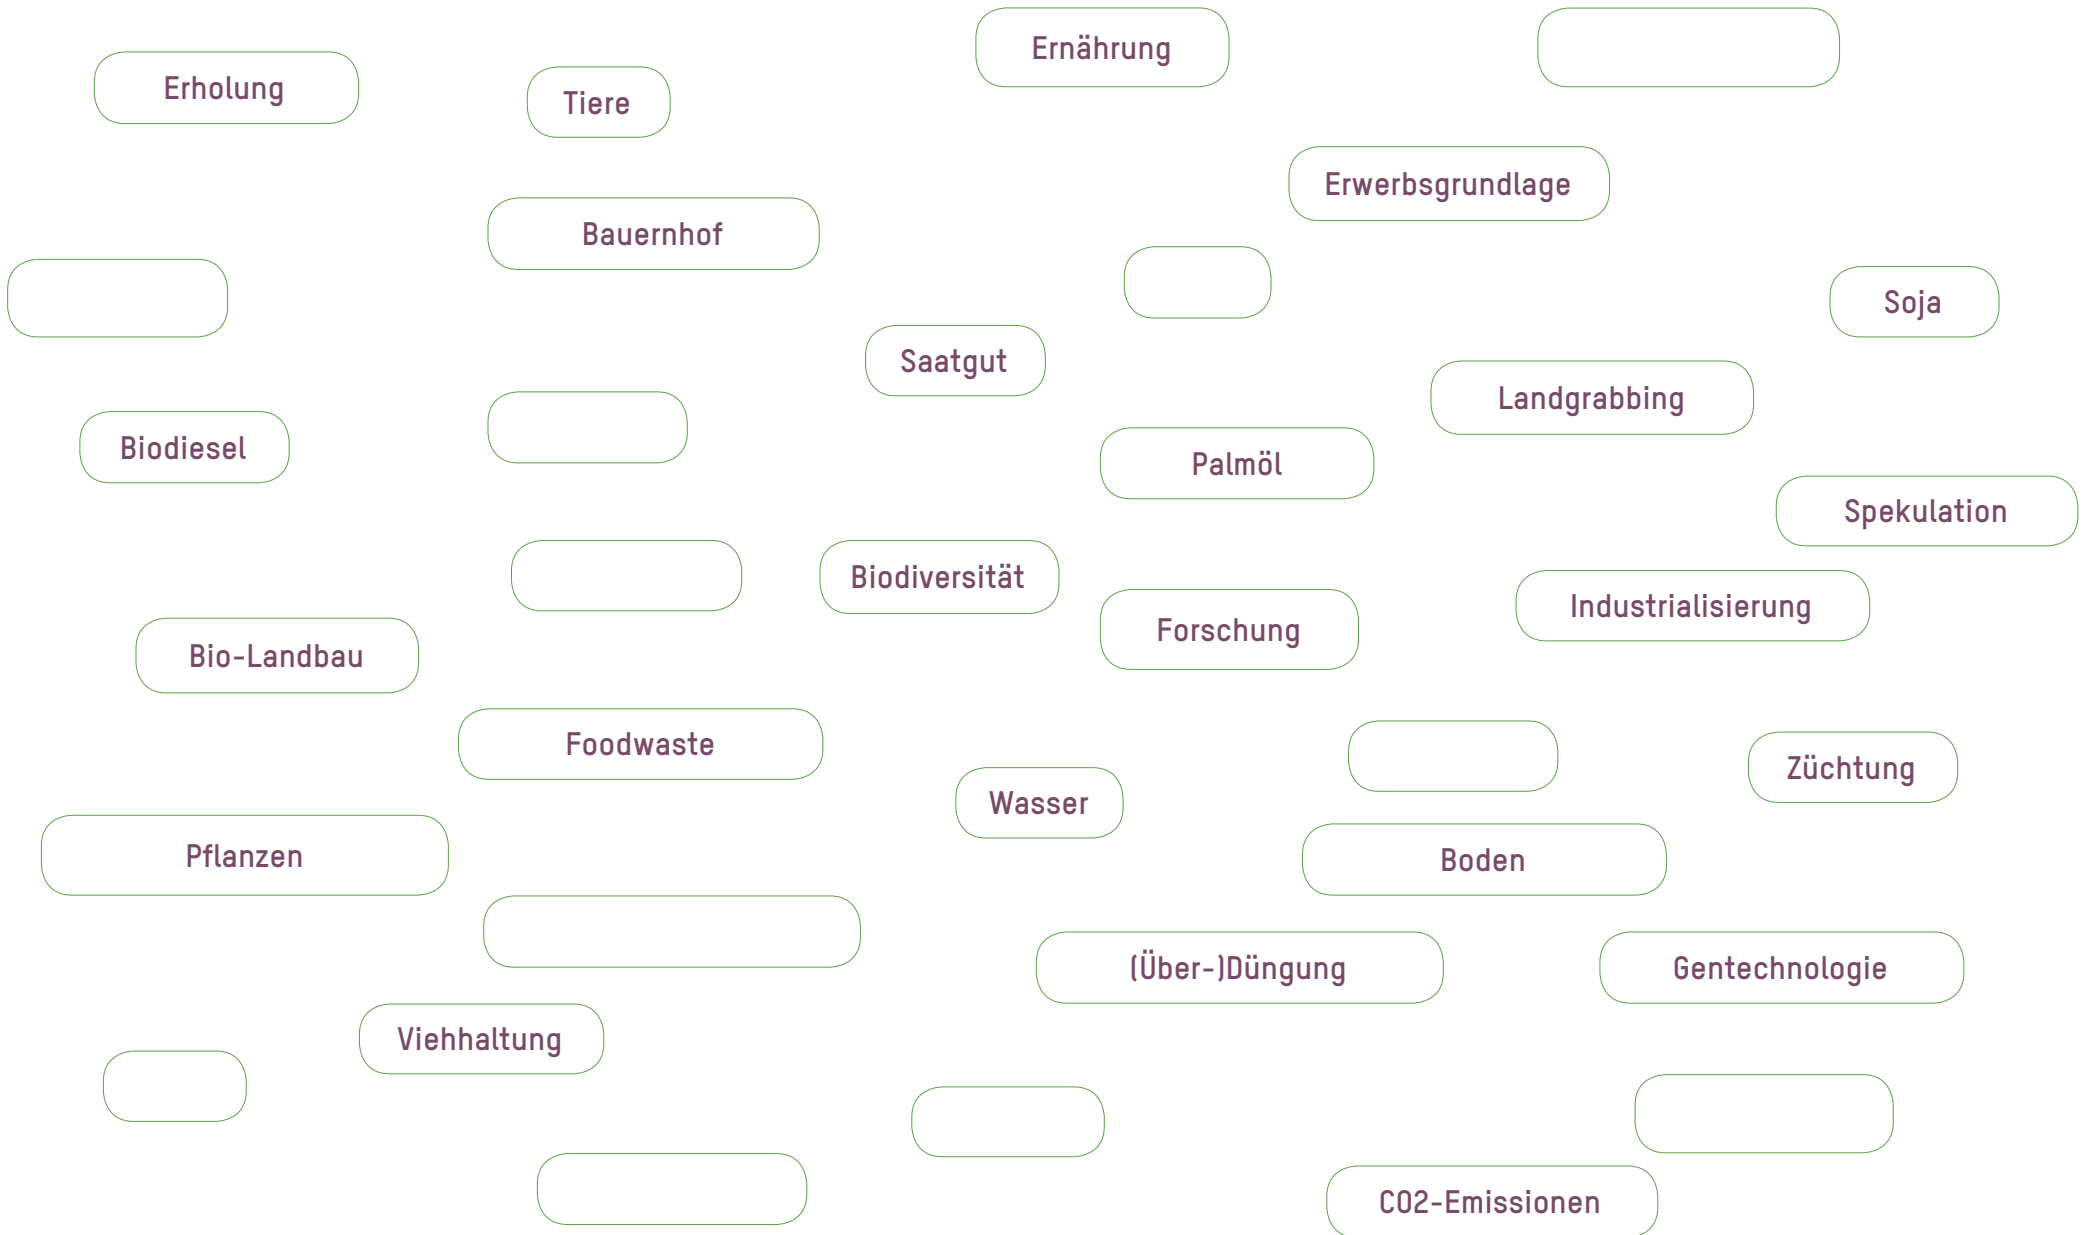 Ernährung
Erholung
Tiere
Erwerbsgrundlage
Bauernhof
Soja
Saatgut
Landgrabbing
Biodiesel
Palmöl
Spekulation
Biodiversität
Industrialisierung
Forschung
Bio-Landbau
Foodwaste
Züchtung
Wasser
Pflanzen
Boden
(Über-)Düngung
Gentechnologie
Viehhaltung
CO2-Emissionen